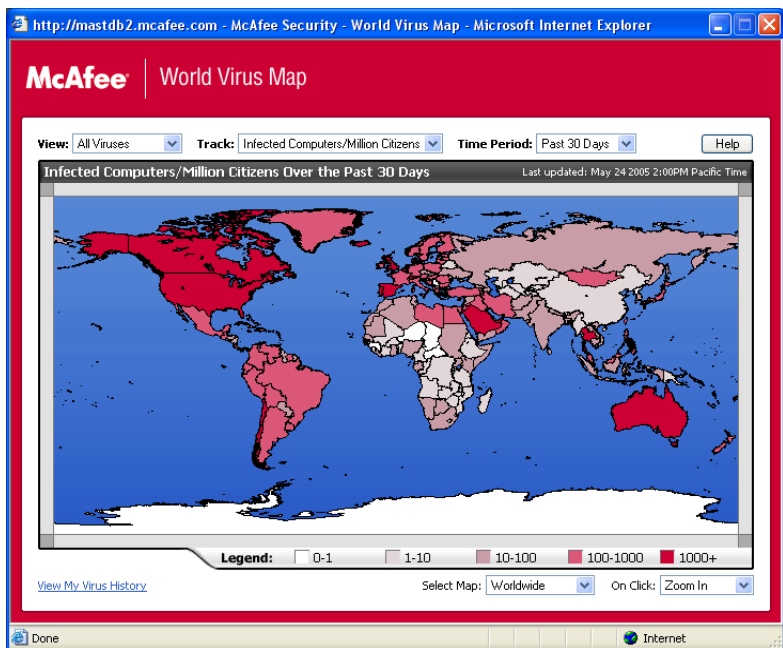 http://mastdb2.mcafee.com - McAfee Security - World Virus Map - Microsoft Internet Explorer
McAfee World Virus Map
View: All Viruses Track: Infected Computers/Million Citizens Time Period: Past 30 Days Help
Infected Computers/Million Citizens Over the Past 30 Days Last updated: May 24 2005 2:00PM Pacific Time
Legend: 0-1 1-10 10-100 100-1000 1000+
View My Virus History Select Map: Worldwide On Click: Zoom In
Done Internet